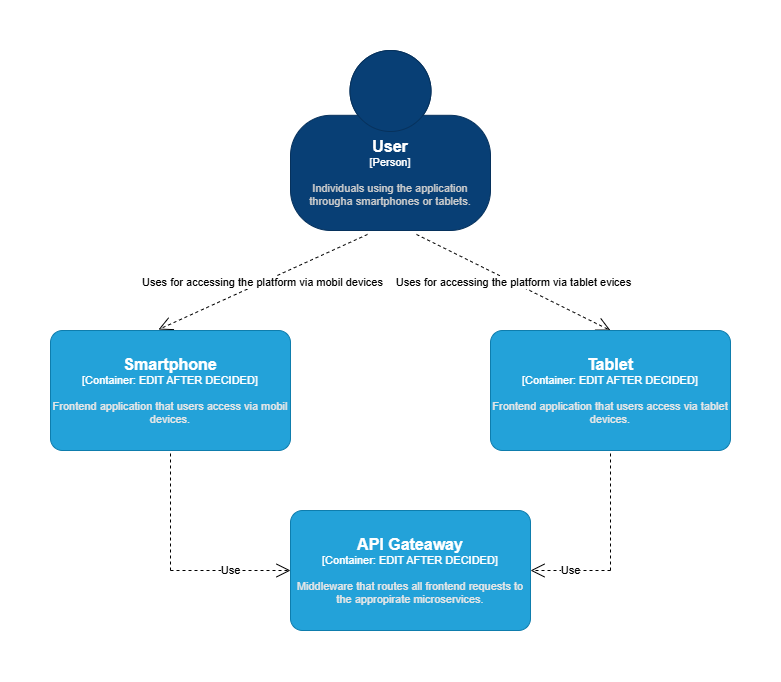 User
[Person]
Individuals using the application
througha smartphones or tablets.
Uses for accessing the platform via mobil devices
Uses for accessing the platform via tablet evices
Smartphone
[Container: EDIT AFTER DECIDED]
Frontend application that users access via mobil
devices.
Tablet
[Container: EDIT AFTER DECIDED]
Frontend application that users access via tablet
devices.
Use
Use
API Gateaway
[Container: EDIT AFTER DECIDED]
Middleware that routes all frontend requests to
the appropirate microservices.